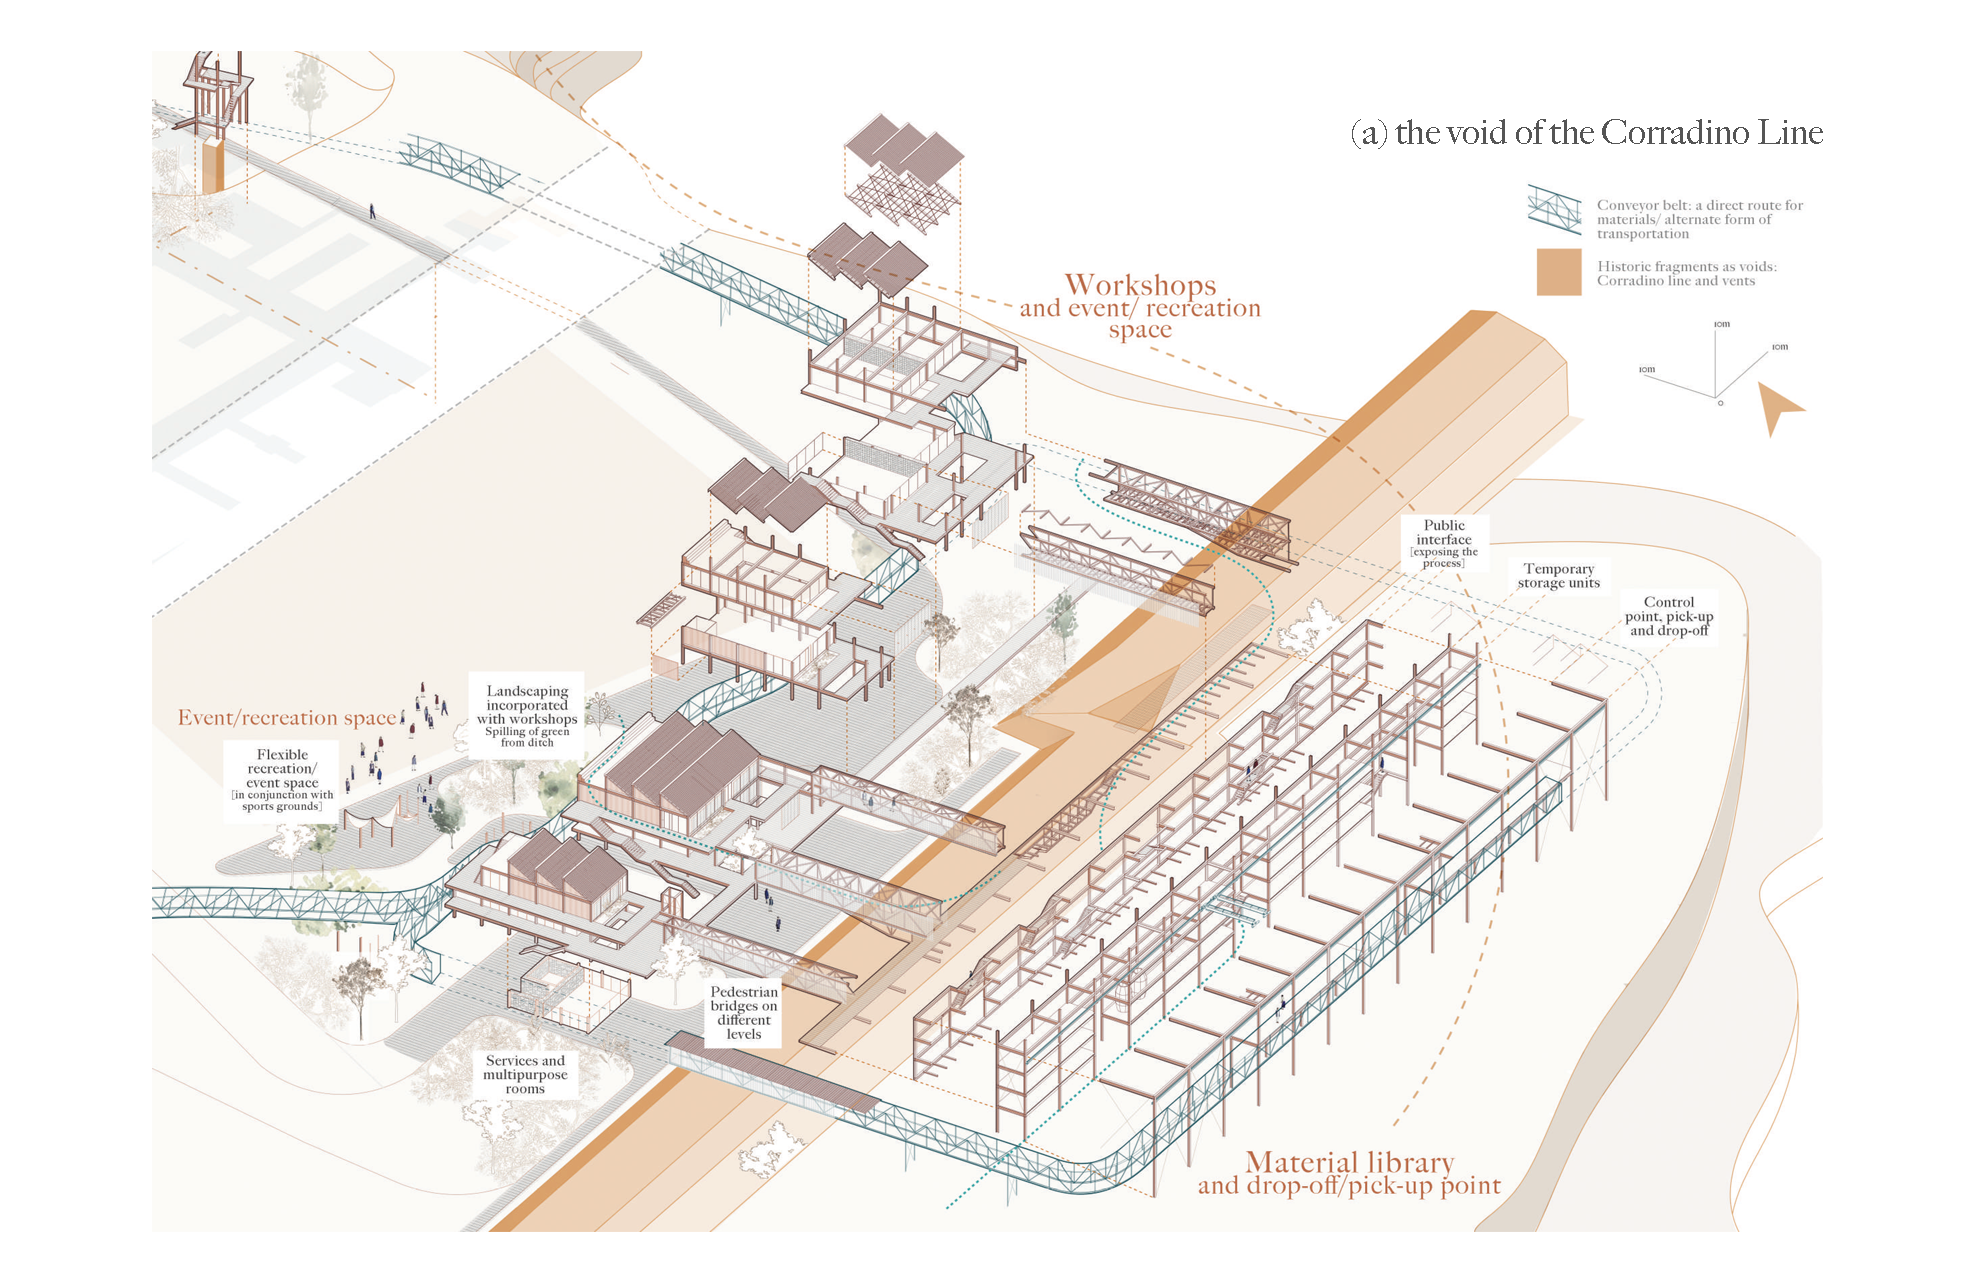 (a) the void of the Corradino Line
Conveyor belt: a direct route for
materials/ alternate form of
transportation
Historic fragments as voids:
Corradino line and vents
10m
10m
10m
0
Workshops
and event/ recreation
space
Public
interface
[exposing the
process]
Temporary
storage units
Control
point, pick-up
and drop-off
Landscaping
incorporated
with workshops
Spilling of green
from ditch
Event/recreation space
Flexible
recreation/
event space
[in conjunction with
sports grounds]
Pedestrian
bridges on
different
levels
Services and
multipurpose
rooms
Material library
and drop-off/pick-up point